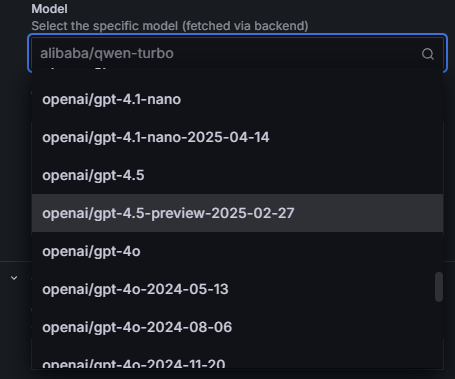 Model
Select the specific model (fetched via backend)
alibaba/qwen-turbo
openai/gpt-4.1-nano
openai/gpt-4.1-nano-2025-04-14
openai/gpt-4.5
openai/gpt-4.5-preview-2025-02-27
openai/gpt-4o
openai/gpt-4o-2024-05-13
openai/gpt-4o-2024-08-06
openai/gpt-4o-2024-11-20